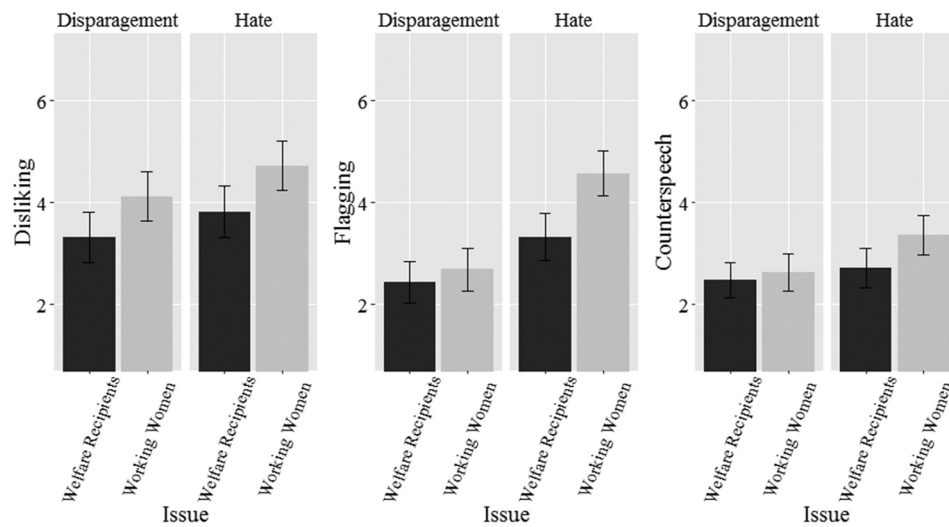 Disparagement Hate
Disliking
6
4
2
Welfare Recipients
Working Women
Welfare Recipients
Working Women
Issue
Disparagement Hate
Flagging
6
4
2
Welfare Recipients
Working Women
Welfare Recipients
Working Women
Issue
Disparagement Hate
Counterspeech
6
4
2
Welfare Recipients
Working Women
Welfare Recipients
Working Women
Issue